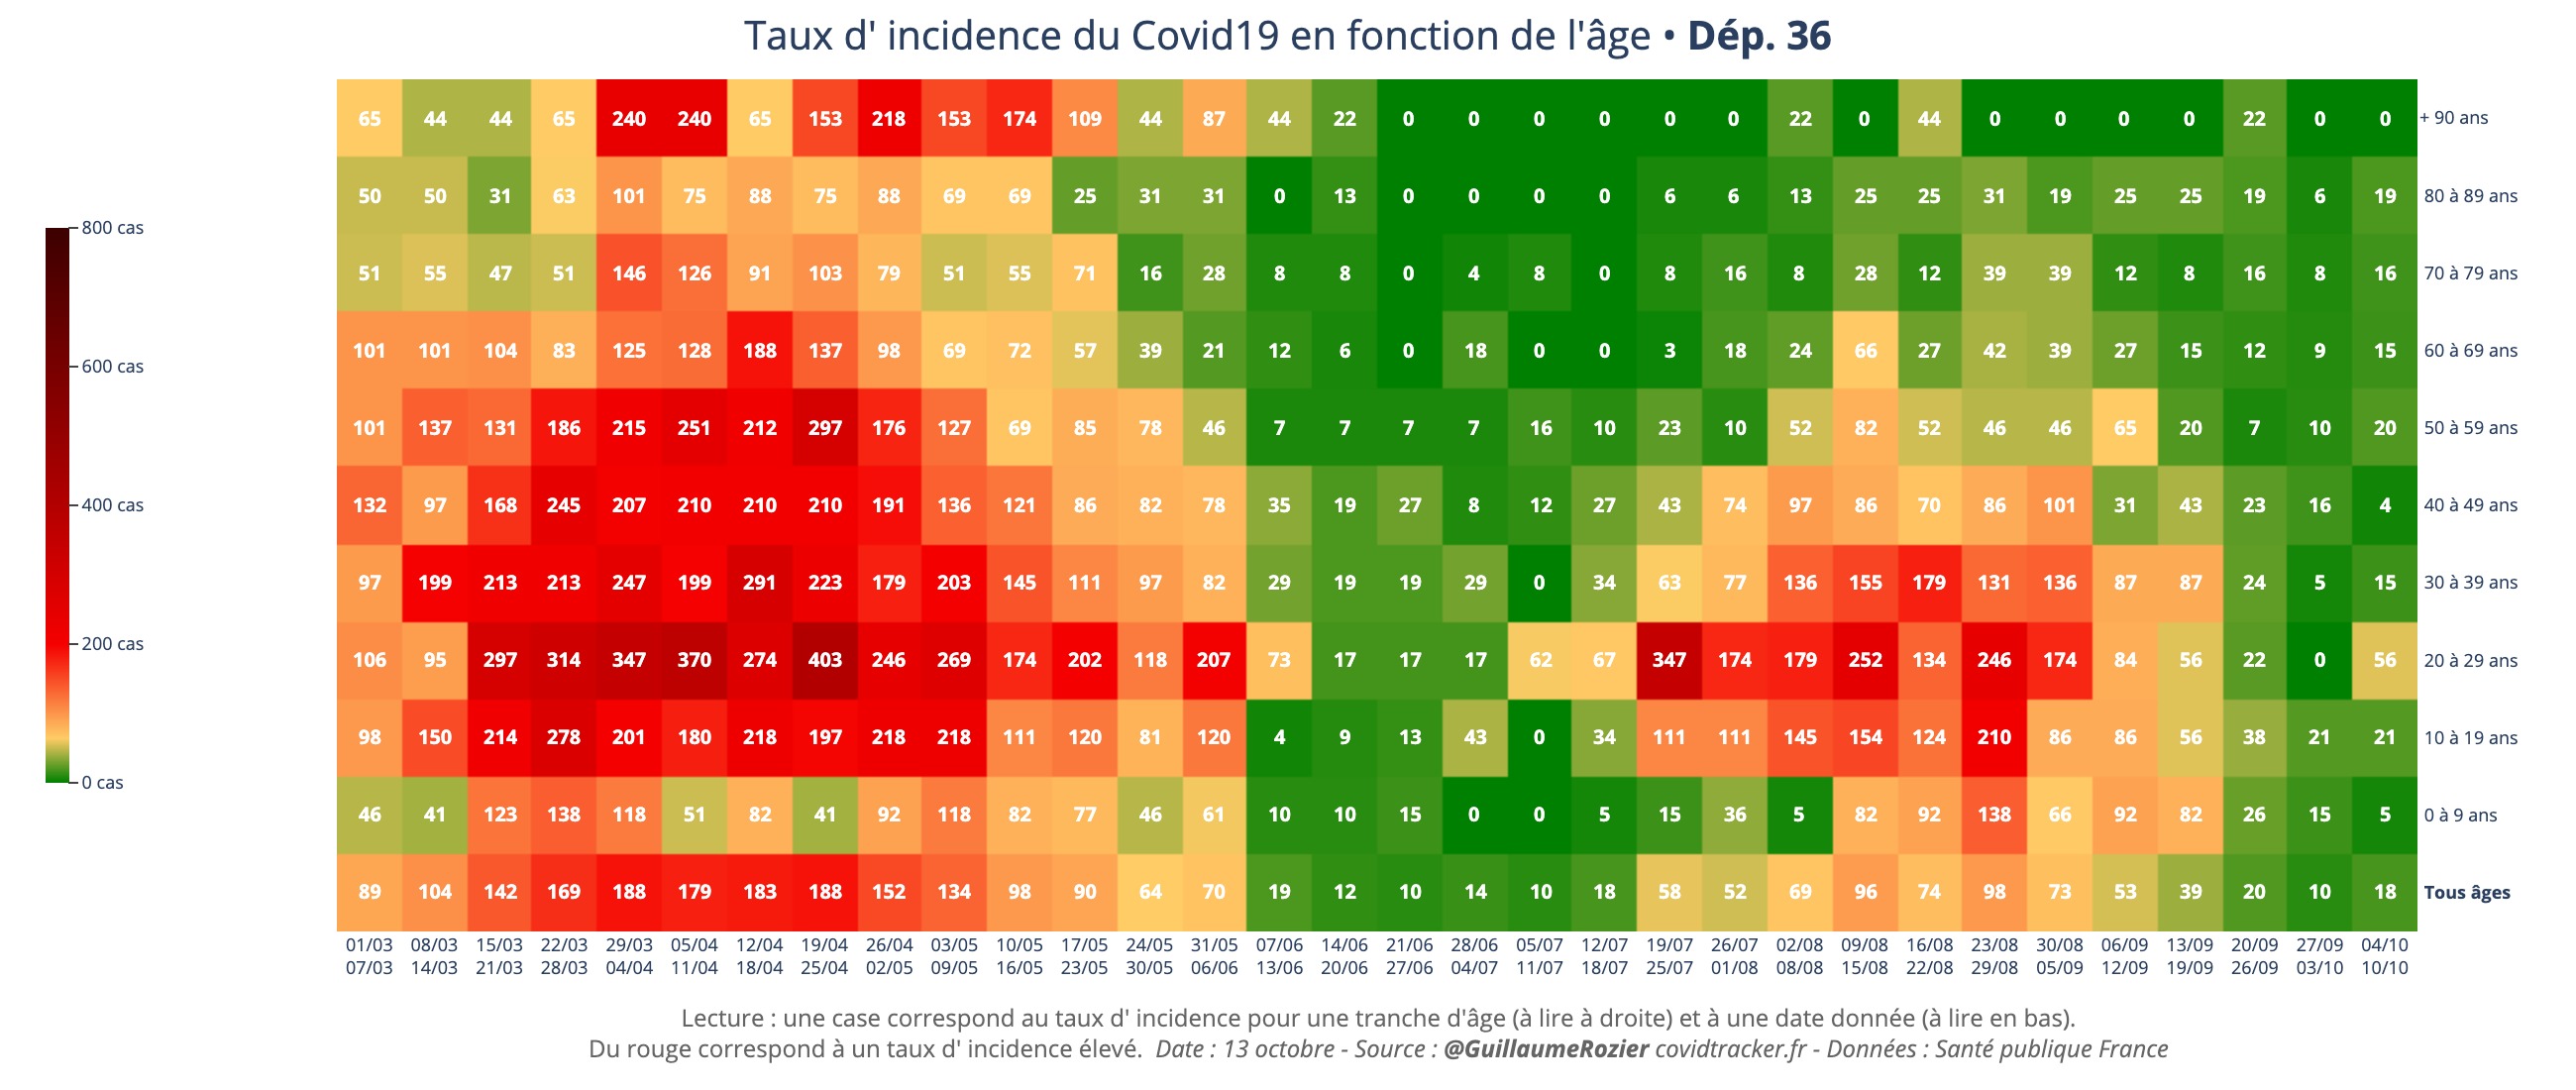 Taux d' incidence du Covid19 en fonction de l'âge • Dép. 36
800 cas
600 cas
400 cas
200 cas
0 cas
65 44 44 65 240 240 65 153 218 153 174 109 44 87 44 22 0 0 0 0 0 0 22 0 44 0 0 0 0 22 0 0 + 90 ans
50 50 31 63 101 75 88 75 88 69 69 25 31 31 0 13 0 0 0 0 6 6 13 25 25 31 19 25 25 19 6 19 80 à 89 ans
51 55 47 51 146 126 91 103 79 51 55 71 16 28 8 8 0 4 8 0 8 16 8 28 12 39 39 12 8 16 8 16 70 à 79 ans
101 101 104 83 125 128 188 137 98 69 72 57 39 21 12 6 0 18 0 0 3 18 24 66 27 42 39 27 15 12 9 15 60 à 69 ans
101 137 131 186 215 251 212 297 176 127 69 85 78 46 7 7 7 7 16 10 23 10 52 82 52 46 46 65 20 7 10 20 50 à 59 ans
132 97 168 245 207 210 210 210 191 136 121 86 82 78 35 19 27 8 12 27 43 74 97 86 70 86 101 31 43 23 16 4 40 à 49 ans
97 199 213 213 247 199 291 223 179 203 145 111 97 82 29 19 19 29 0 34 63 77 136 155 179 131 136 87 87 24 5 15 30 à 39 ans
106 95 297 314 347 370 274 403 246 269 174 202 118 207 73 17 17 17 62 67 347 174 179 252 134 246 174 84 56 22 0 56 20 à 29 ans
98 150 214 278 201 180 218 197 218 218 111 120 81 120 4 9 13 43 0 34 111 111 145 154 124 210 86 86 56 38 21 21 10 à 19 ans
46 41 123 138 118 51 82 41 92 118 82 77 46 61 10 10 15 0 0 5 15 36 5 82 92 138 66 92 82 26 15 5 0 à 9 ans
89 104 142 169 188 179 183 188 152 134 98 90 64 70 19 12 10 14 10 18 58 52 69 96 74 98 73 53 39 20 10 18 Tous âges
01/03 08/03 15/03 22/03 29/03 05/04 12/04 19/04 26/04 03/05 10/05 17/05 24/05 31/05 07/06 14/06 21/06 28/06 05/07 12/07 19/07 26/07 02/08 09/08 16/08 23/08 30/08 06/09 13/09 20/09 27/09 04/10
07/03 14/03 21/03 28/03 04/04 11/04 18/04 25/04 02/05 09/05 16/05 23/05 30/05 06/06 13/06 20/06 27/06 04/07 11/07 18/07 25/07 01/08 08/08 15/08 22/08 29/08 05/09 12/09 19/09 26/09 03/10 10/10
Lecture : une case correspond au taux d' incidence pour une tranche d'âge (à lire à droite) et à une date donnée (à lire en bas).
Du rouge correspond à un taux d' incidence élevé. Date : 13 octobre - Source : @GuillaumeRozier covidtracker.fr - Données : Santé publique France